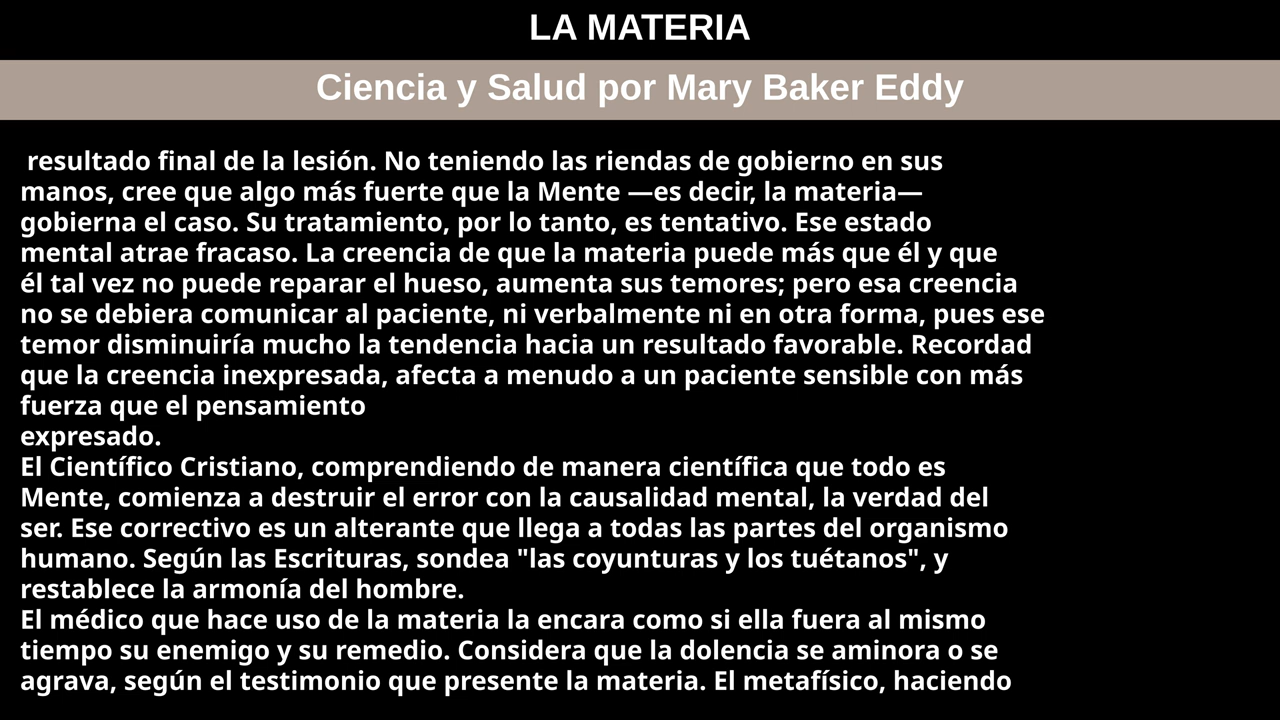 LA MATERIA
Ciencia y Salud por Mary Baker Eddy
resultado final de la lesión. No teniendo las riendas de gobierno en sus
manos, cree que algo más fuerte que la Mente —es decir, la materia—
gobierna el caso. Su tratamiento, por lo tanto, es tentativo. Ese estado
mental atrae fracaso. La creencia de que la materia puede más que él y que
él tal vez no puede reparar el hueso, aumenta sus temores; pero esa creencia
no se debiera comunicar al paciente, ni verbalmente ni en otra forma, pues ese
temor disminuiría mucho la tendencia hacia un resultado favorable. Recordad
que la creencia inexpresada, afecta a menudo a un paciente sensible con más
fuerza que el pensamiento
expresado.
El Científico Cristiano, comprendiendo de manera científica que todo es
Mente, comienza a destruir el error con la causalidad mental, la verdad del
ser. Ese correctivo es un alterante que llega a todas las partes del organismo
humano. Según las Escrituras, sondea "las coyunturas y los tuétanos", y
restablece la armonía del hombre.
El médico que hace uso de la materia la encara como si ella fuera al mismo
tiempo su enemigo y su remedio. Considera que la dolencia se aminora o se
agrava, según el testimonio que presente la materia. El metafísico, haciendo